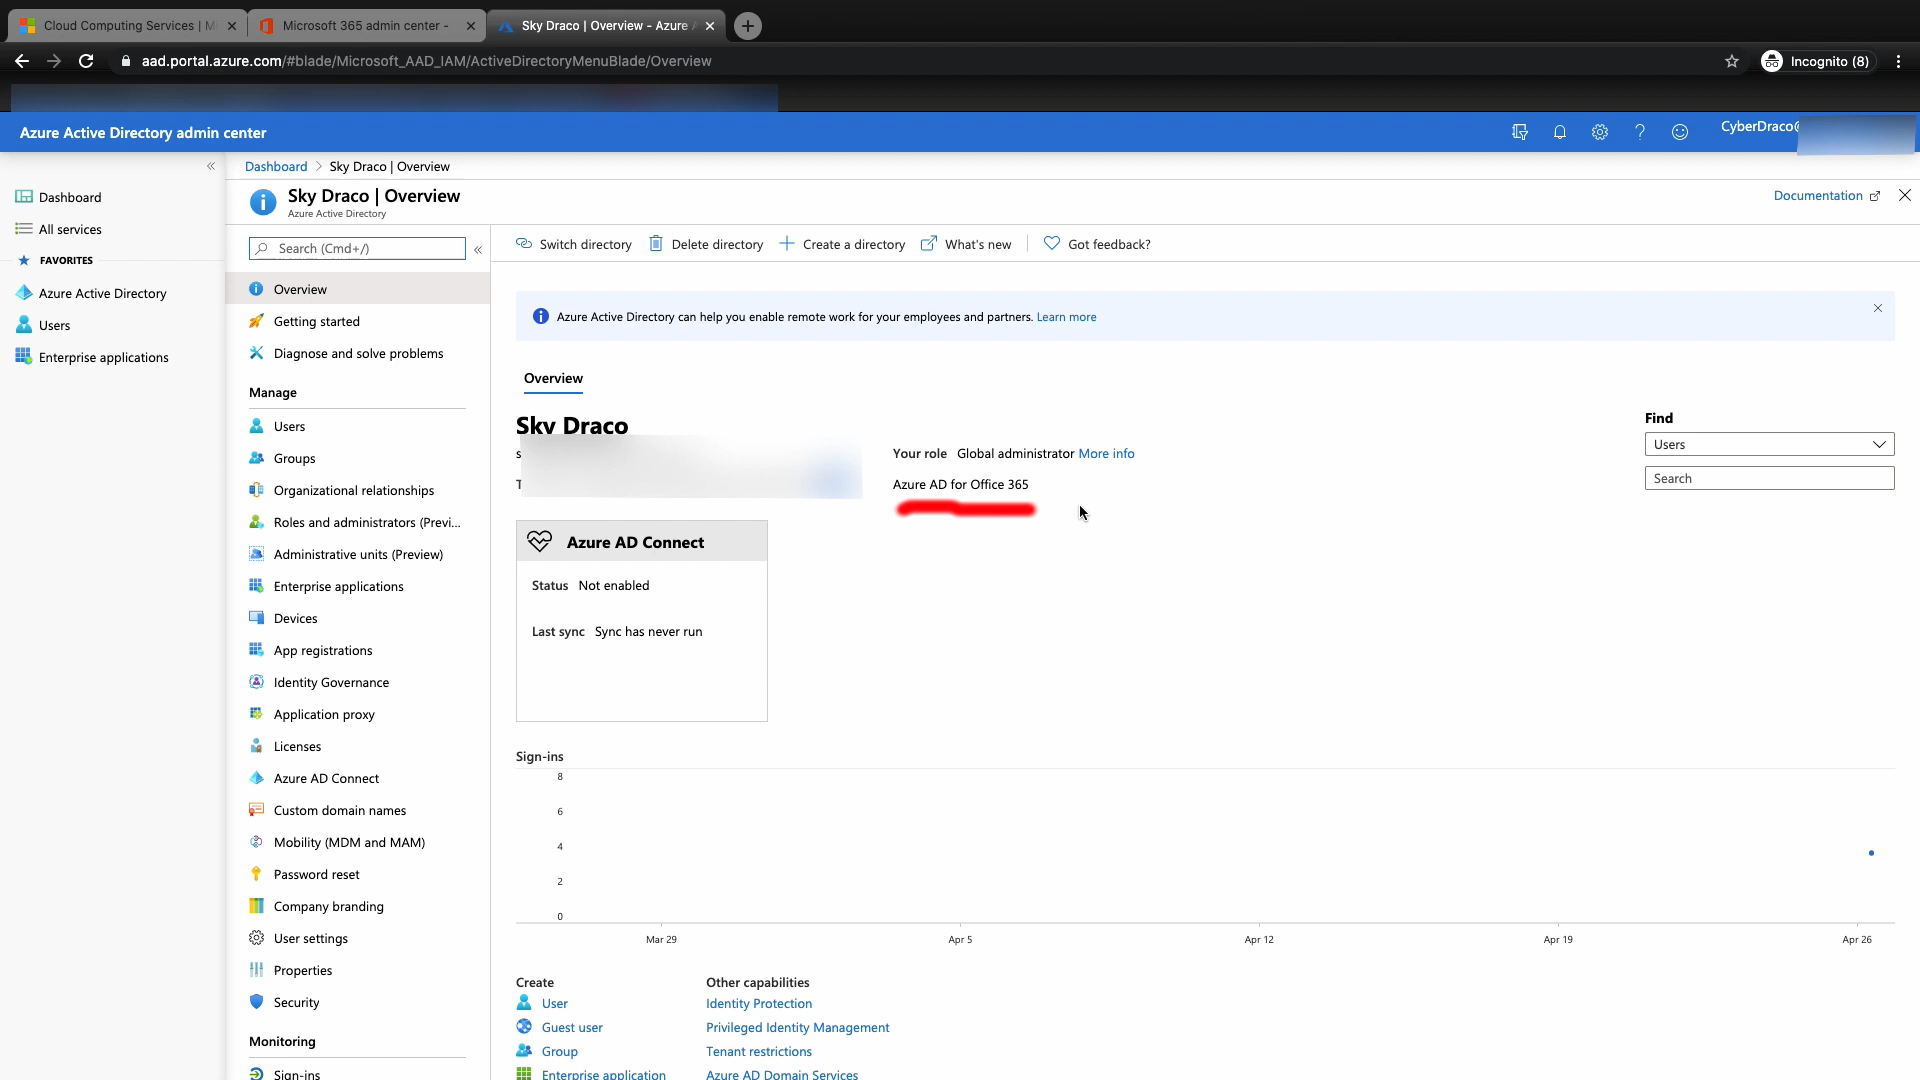 Cloud Computing Services | Mi
Microsoft 365 admin center -
Sky Draco | Overview - Azure A
aad.portal.azure.com/#blade/Microsoft_AAD_IAM/ActiveDirectoryMenuBlade/Overview
Incognito (8)
Azure Active Directory admin center
CyberDraco@
Dashboard
All services
FAVORITES
Azure Active Directory
Users
Enterprise applications
Dashboard > Sky Draco | Overview
Sky Draco | Overview
Azure Active Directory
Documentation
Search (Cmd+/)
Overview
Getting started
Diagnose and solve problems
Manage
Users
Groups
Organizational relationships
Roles and administrators (Previ...
Administrative units (Preview)
Enterprise applications
Devices
App registrations
Identity Governance
Application proxy
Licenses
Azure AD Connect
Custom domain names
Mobility (MDM and MAM)
Password reset
Company branding
User settings
Properties
Security
Monitoring
Sign-ins
Switch directory
Delete directory
Create a directory
What's new
Got feedback?
Azure Active Directory can help you enable remote work for your employees and partners. Learn more
Overview
Sky Draco
Your role Global administrator More info
Azure AD for Office 365
Find
Users
Search
Azure AD Connect
Status Not enabled
Last sync Sync has never run
Sign-ins
8
6
4
2
0
Mar 29
Apr 5
Apr 12
Apr 19
Apr 26
Create
User
Guest user
Group
Enterprise application
Other capabilities
Identity Protection
Privileged Identity Management
Tenant restrictions
Azure AD Domain Services